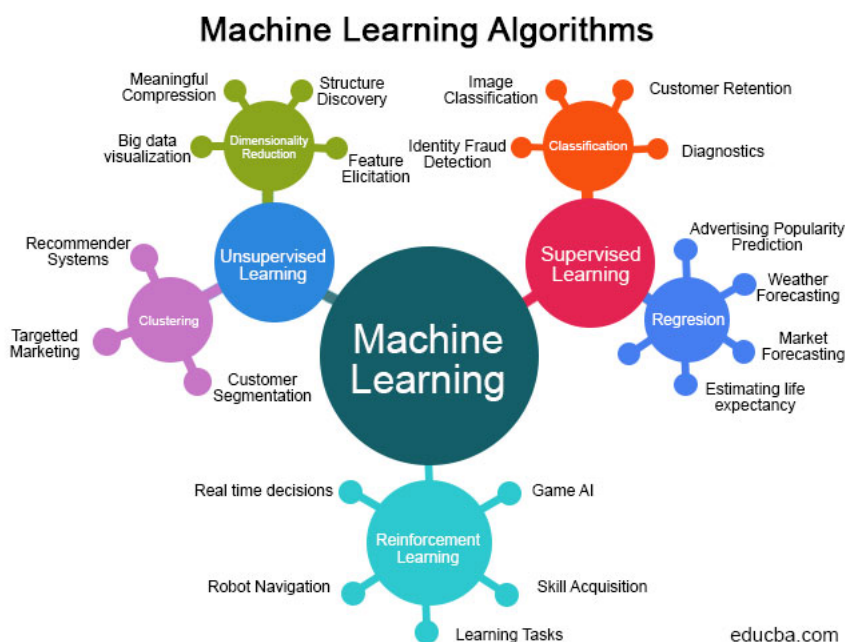 Machine Learning Algorithms
Meaningful
Compression
Structure
Discovery
Big data
visualization
Dimensionality
Reduction
Feature
Elicitation
Image
Classification
Customer Retention
Identity Fraud
Detection
Classification
Diagnostics
Recommender
Systems
Unsupervised
Learning
Clustering
Targetted
Marketing
Customer
Segmentation
Machine
Learning
Supervised
Learning
Advertising Popularity
Prediction
Weather
Forecasting
Regresion
Market
Forecasting
Estimating life
expectancy
Real time decisions
Game AI
Reinforcement
Learning
Robot Navigation
Skill Acquisition
Learning Tasks
educba.com